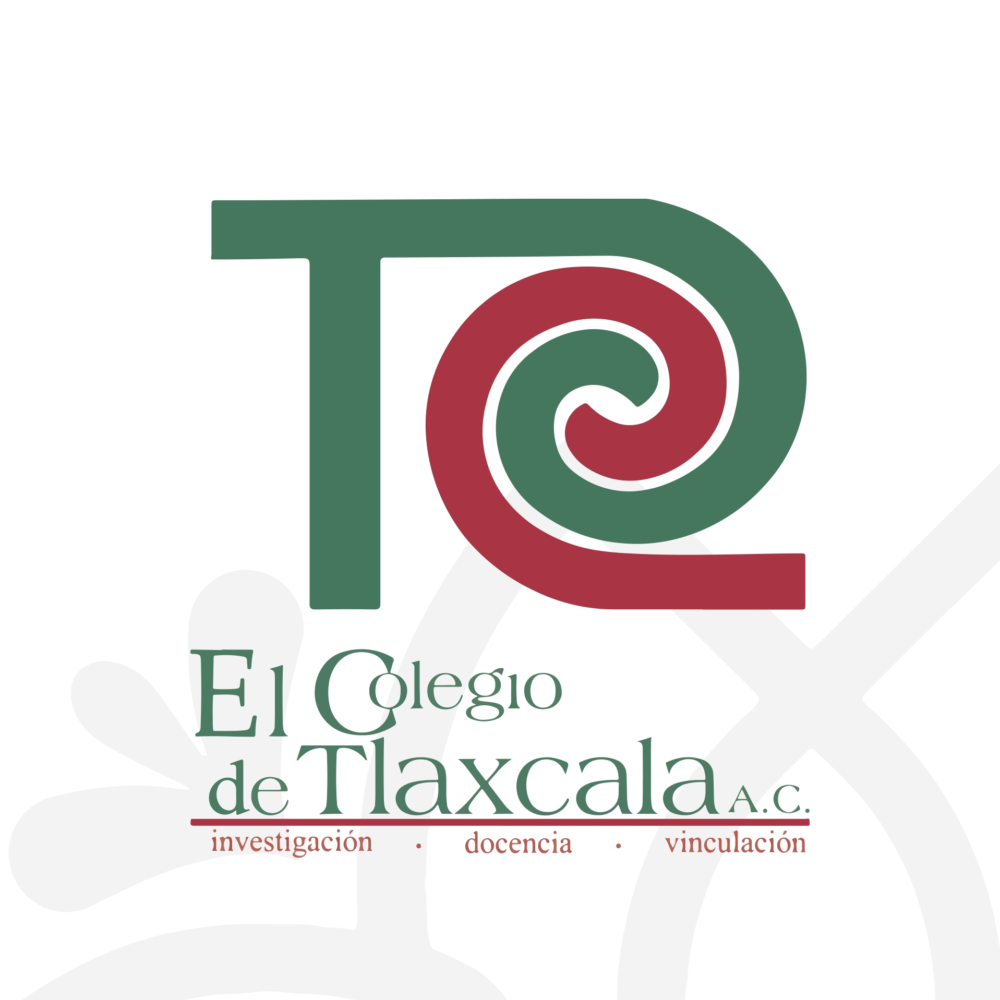 El Colegio
de Tlaxcala A.C.
investigación · docencia · vinculación